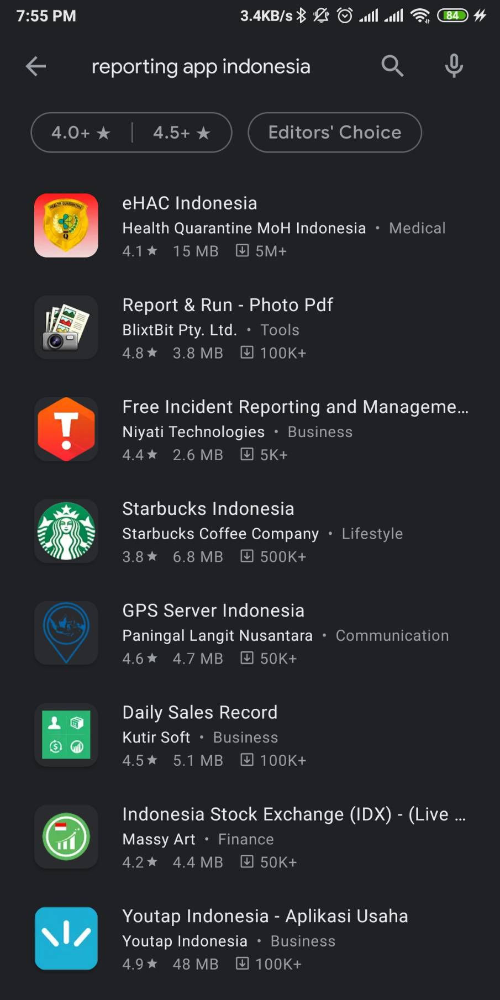 7:55 PM 3.4KB/s 84
reporting app indonesia
4.0+ ★ | 4.5+ ★ Editors' Choice
HEALTH QUARANTINE
eHAC Indonesia
Health Quarantine MoH Indonesia • Medical
4.1 ★ 15 MB 5M+
Report & Run - Photo Pdf
BlixtBit Pty. Ltd. • Tools
4.8 ★ 3.8 MB 100K+
Free Incident Reporting and Manageme...
Niyati Technologies • Business
4.4 ★ 2.6 MB 5K+
Starbucks Indonesia
Starbucks Coffee Company • Lifestyle
3.8 ★ 6.8 MB 500K+
GPS Server Indonesia
Paningal Langit Nusantara • Communication
4.6 ★ 4.7 MB 50K+
Daily Sales Record
Kutir Soft • Business
4.5 ★ 5.1 MB 100K+
Indonesia Stock Exchange (IDX) - (Live ...
Massy Art • Finance
4.2 ★ 4.4 MB 50K+
Youtap Indonesia - Aplikasi Usaha
Youtap Indonesia • Business
4.9 ★ 48 MB 100K+